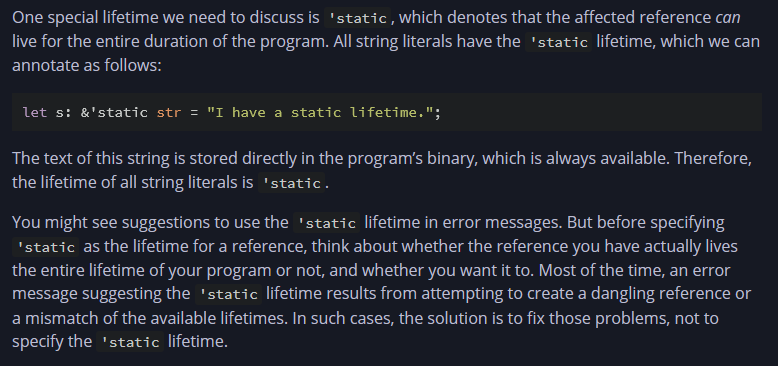 One special lifetime we need to discuss is 'static, which denotes that the affected reference can
live for the entire duration of the program. All string literals have the 'static lifetime, which we can
annotate as follows:
let s: &'static str = "I have a static lifetime.";
The text of this string is stored directly in the program’s binary, which is always available. Therefore,
the lifetime of all string literals is 'static.
You might see suggestions to use the 'static lifetime in error messages. But before specifying
'static as the lifetime for a reference, think about whether the reference you have actually lives
the entire lifetime of your program or not, and whether you want it to. Most of the time, an error
message suggesting the 'static lifetime results from attempting to create a dangling reference or
a mismatch of the available lifetimes. In such cases, the solution is to fix those problems, not to
specify the 'static lifetime.